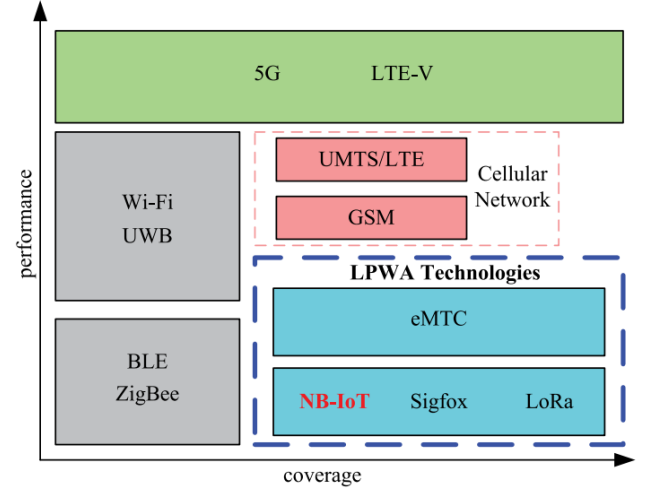 performance
5G LTE-V
Wi-Fi
UWB
UMTS/LTE
GSM
Cellular
Network
LPWA Technologies
eMTC
BLE
ZigBee
NB-IoT Sigfox LoRa
coverage